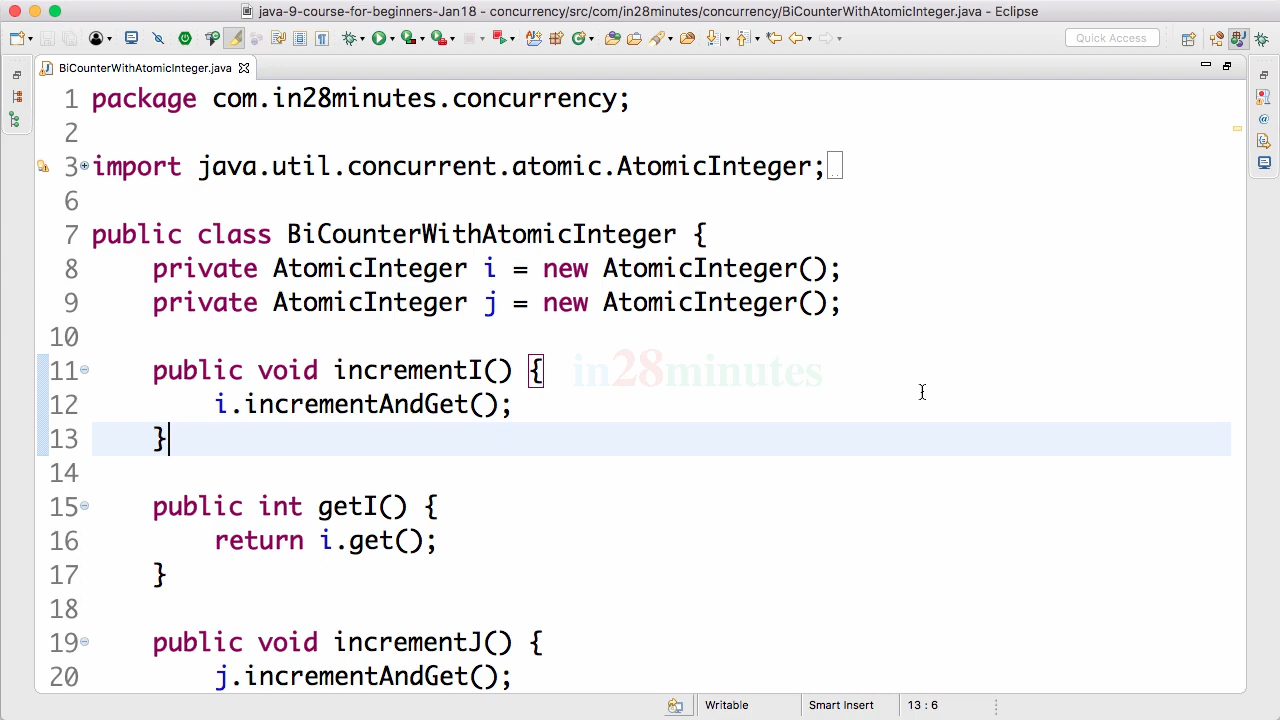 java-9-course-for-beginners-Jan18 - concurrency/src/com/in28minutes/concurrency/BiCounterWithAtomicInteger.java - Eclipse
Quick Access
BiCounterWithAtomicInteger.java
1 package com.in28minutes.concurrency;
2
3 import java.util.concurrent.atomic.AtomicInteger;
6
7 public class BiCounterWithAtomicInteger {
8 private AtomicInteger i = new AtomicInteger();
9 private AtomicInteger j = new AtomicInteger();
10
11 public void incrementI() {
in28minutes
12 i.incrementAndGet();
13 }
14
15 public int getI() {
16 return i.get();
17 }
18
19 public void incrementJ() {
20 j.incrementAndGet();
Writable Smart Insert 13 : 6